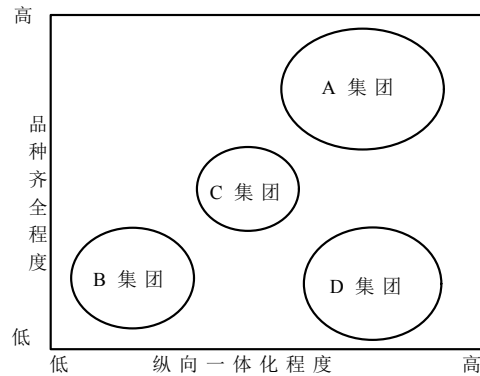 高
A 集 团
品种齐全程度
C 集 团
B 集 团
D 集 团
低
低 纵 向 一 体 化 程 度 高